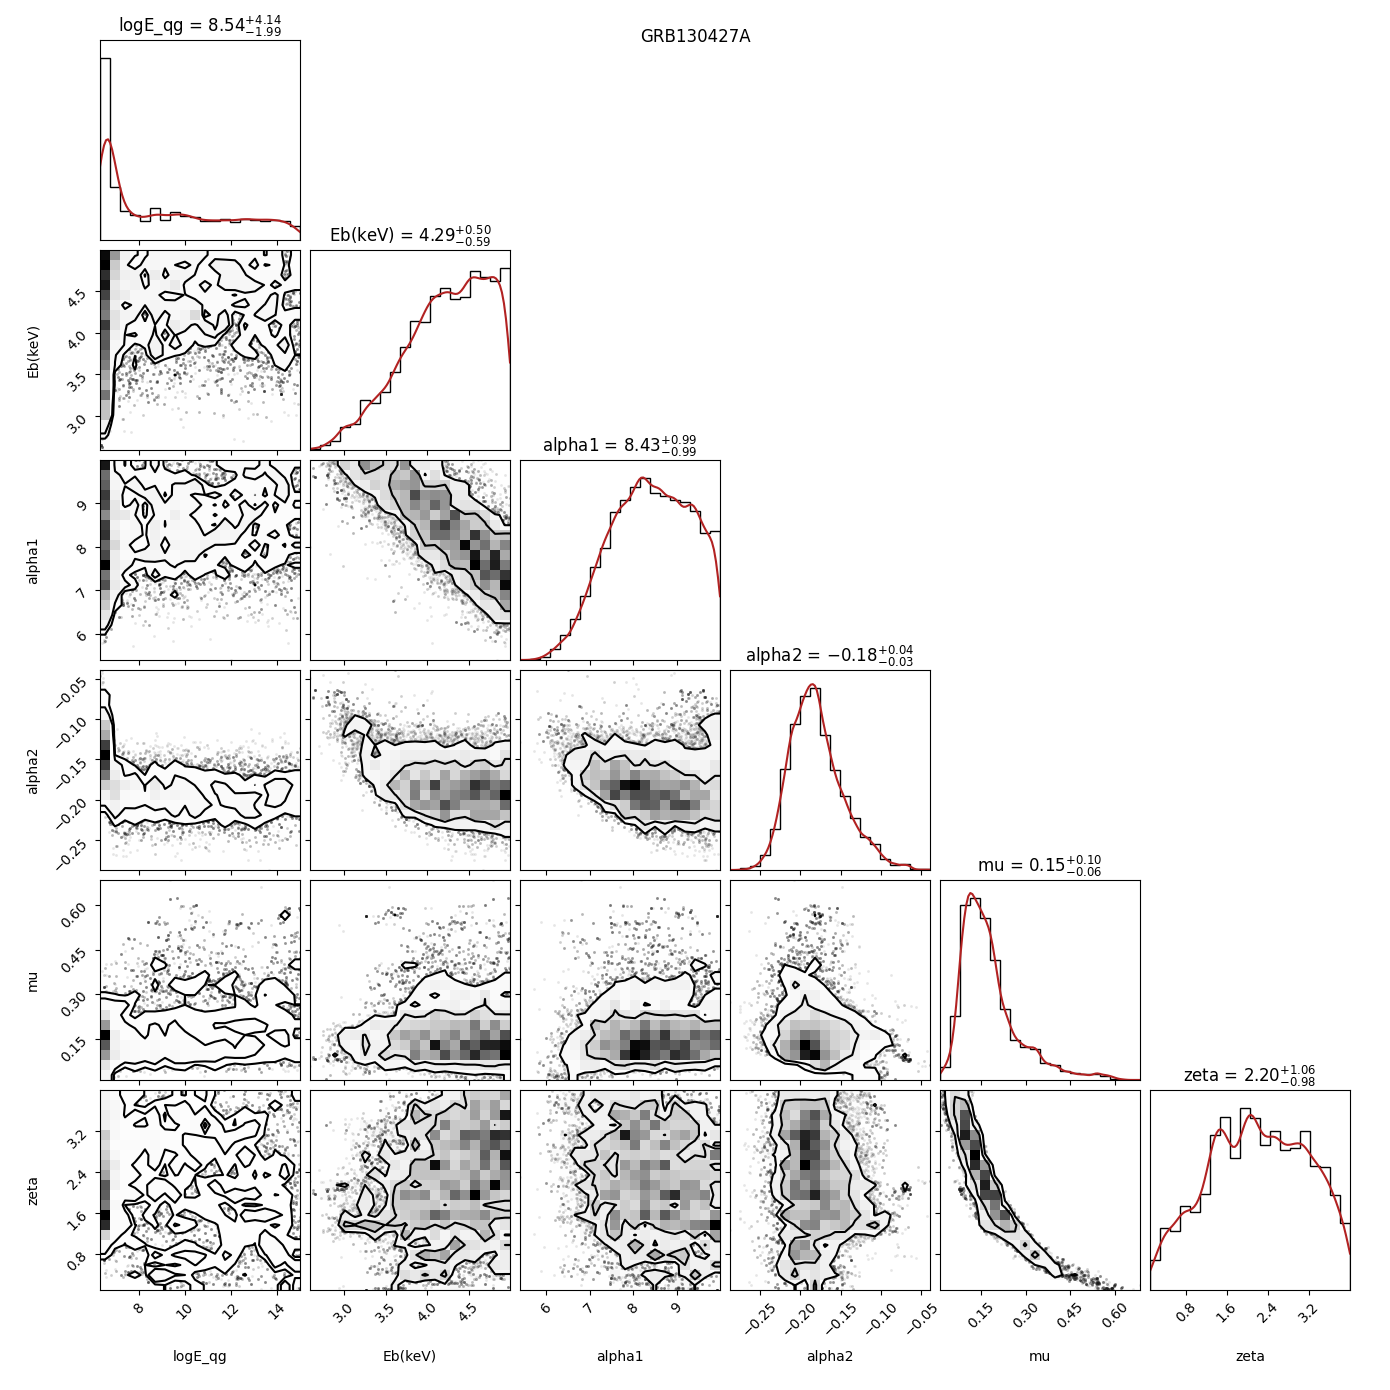 GRB130427A
logE_qg = 8.54^{+4.14}_{−1.99}
Eb(keV) = 4.29^{+0.50}_{−0.59}
Eb(keV)
4.5
4.0
3.5
3.0
alpha1 = 8.43^{+0.99}_{−0.99}
alpha1
9
8
7
6
alpha2 = −0.18^{+0.04}_{−0.03}
alpha2
−0.05
−0.10
−0.15
−0.20
−0.25
mu = 0.15^{+0.10}_{−0.06}
mu
0.60
0.45
0.30
0.15
zeta = 2.20^{+1.06}_{−0.98}
zeta
3.2
2.4
1.6
0.8
8 10 12 14 3.0 3.5 4.0 4.5 6 7 8 9 −0.25 −0.20 −0.15 −0.10 −0.05 0.15 0.30 0.45 0.60 0.8 1.6 2.4 3.2
logE_qg Eb(keV) alpha1 alpha2 mu zeta